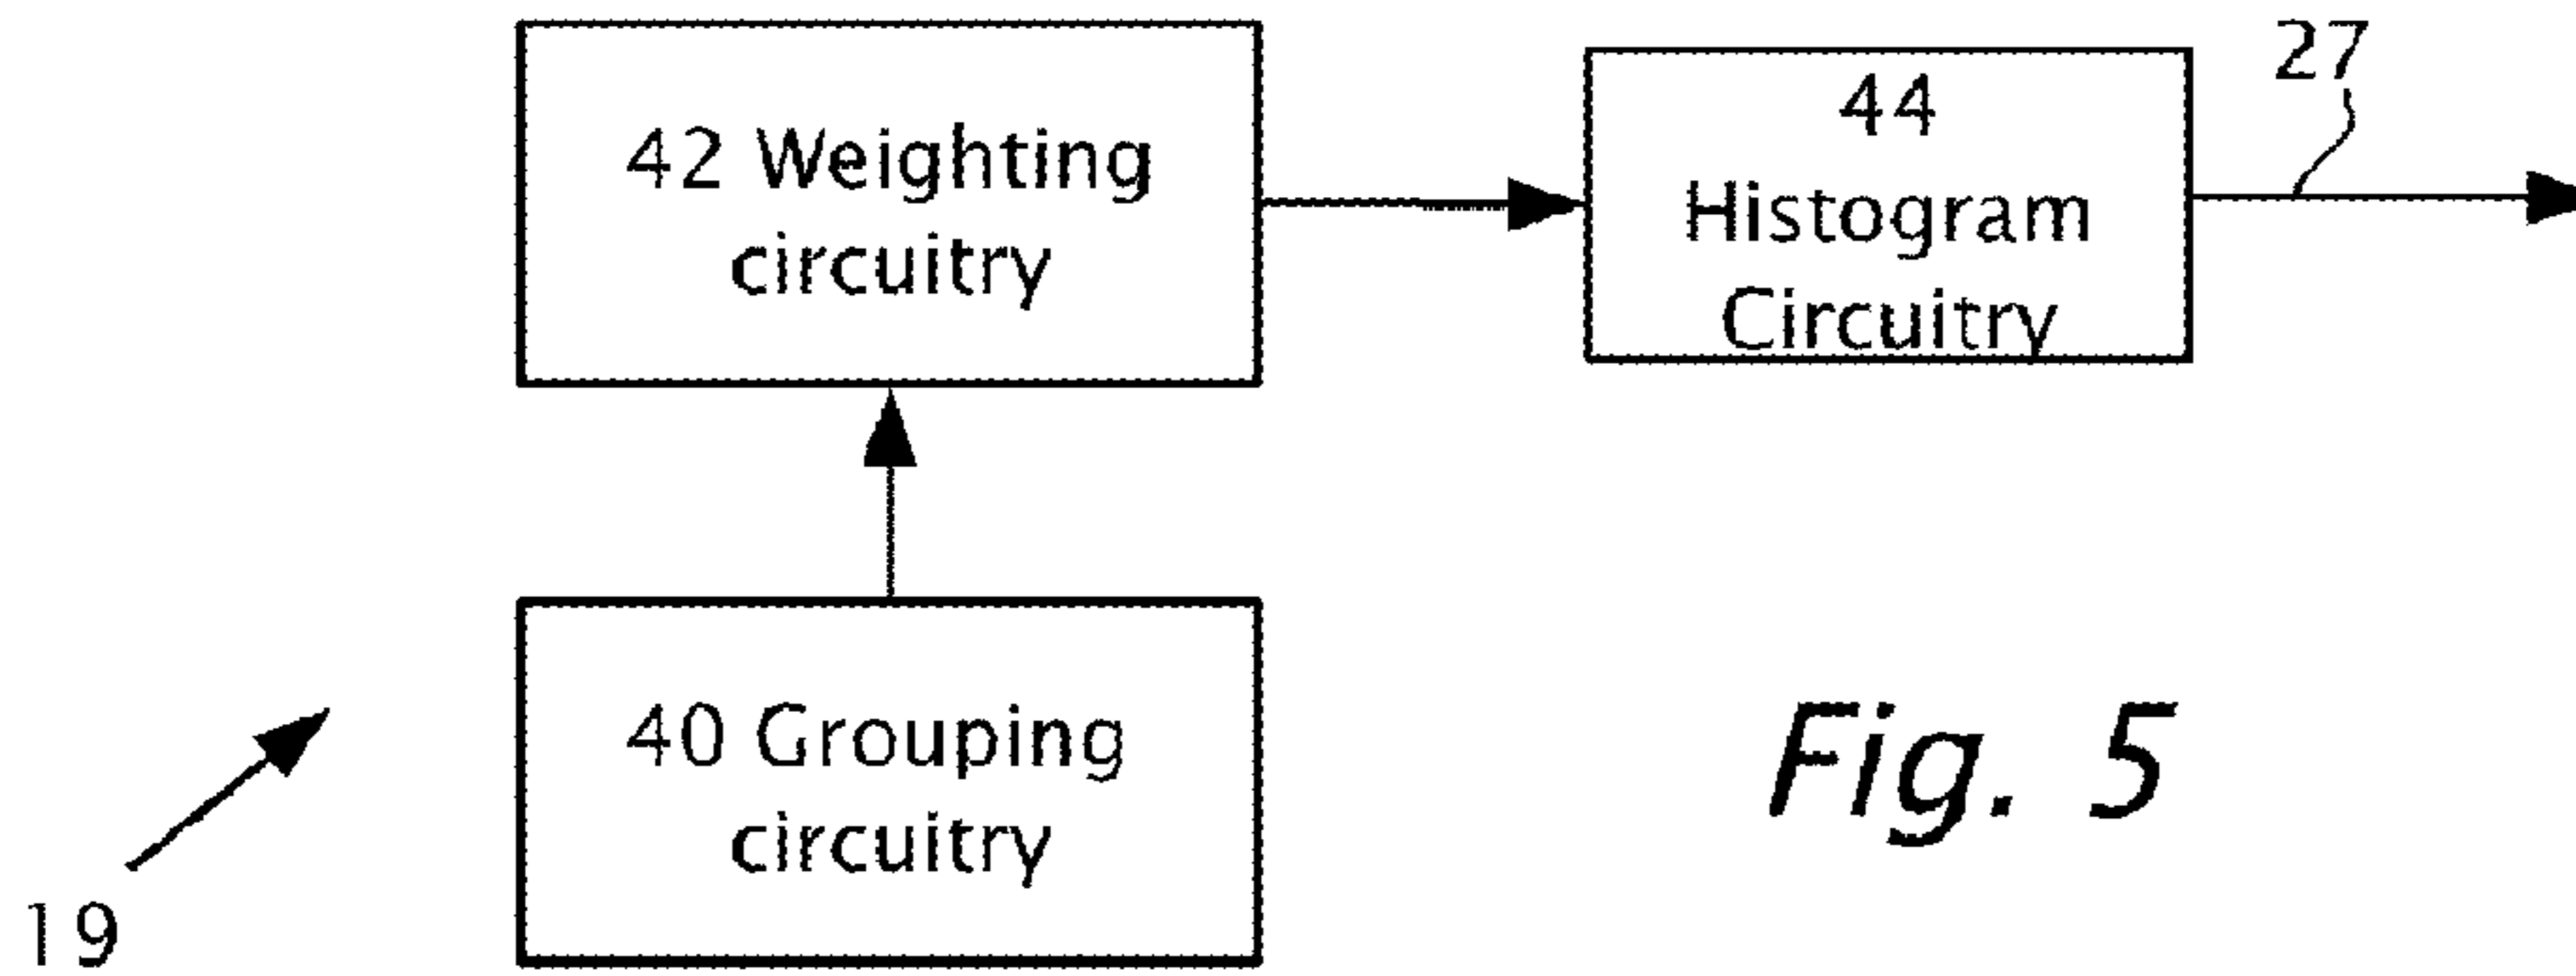 42 Weighting
circuitry
44
Histogram
Circuitry
27
40 Grouping
circuitry
19
Fig. 5